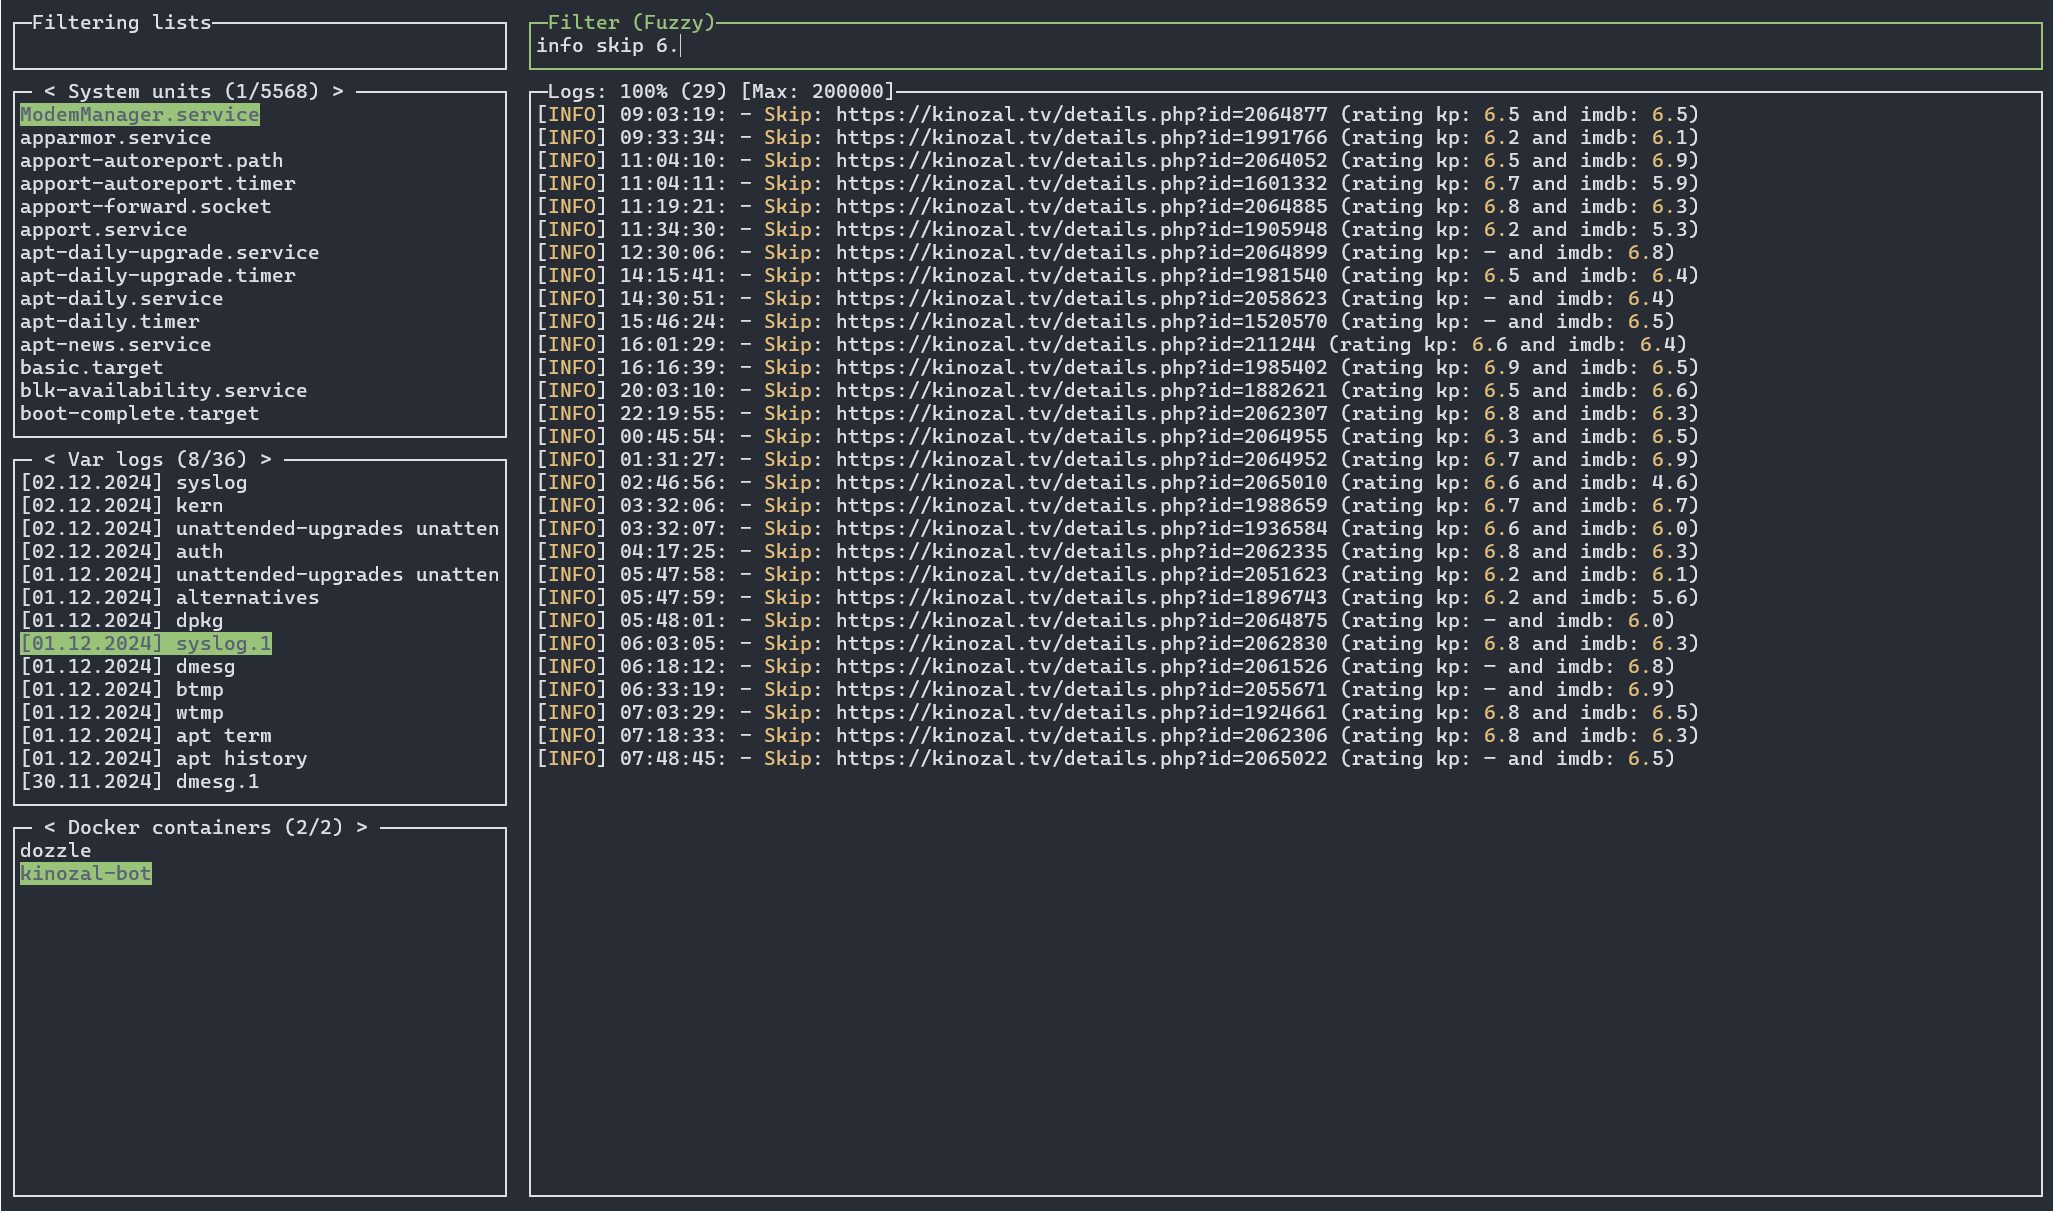 Filtering lists
< System units (1/5568) >
ModemManager.service
apparmor.service
apport-autoreport.path
apport-autoreport.timer
apport-forward.socket
apport.service
apt-daily-upgrade.service
apt-daily-upgrade.timer
apt-daily.service
apt-daily.timer
apt-news.service
basic.target
blk-availability.service
boot-complete.target
< Var logs (8/36) >
[02.12.2024] syslog
[02.12.2024] kern
[02.12.2024] unattended-upgrades unatten
[02.12.2024] auth
[01.12.2024] unattended-upgrades unatten
[01.12.2024] alternatives
[01.12.2024] dpkg
[01.12.2024] syslog.1
[01.12.2024] dmesg
[01.12.2024] btmp
[01.12.2024] wtmp
[01.12.2024] apt term
[01.12.2024] apt history
[30.11.2024] dmesg.1
< Docker containers (2/2) >
dozzle
kinozal-bot
Filter (Fuzzy)
info skip 6.
Logs: 100% (29) [Max: 200000]
[INFO] 09:03:19: - Skip: https://kinozal.tv/details.php?id=2064877 (rating kp: 6.5 and imdb: 6.5)
[INFO] 09:33:34: - Skip: https://kinozal.tv/details.php?id=1991766 (rating kp: 6.2 and imdb: 6.1)
[INFO] 11:04:10: - Skip: https://kinozal.tv/details.php?id=2064052 (rating kp: 6.5 and imdb: 6.9)
[INFO] 11:04:11: - Skip: https://kinozal.tv/details.php?id=1601332 (rating kp: 6.7 and imdb: 5.9)
[INFO] 11:19:21: - Skip: https://kinozal.tv/details.php?id=2064885 (rating kp: 6.8 and imdb: 6.3)
[INFO] 11:34:30: - Skip: https://kinozal.tv/details.php?id=1905948 (rating kp: 6.2 and imdb: 5.3)
[INFO] 12:30:06: - Skip: https://kinozal.tv/details.php?id=2064899 (rating kp: - and imdb: 6.8)
[INFO] 14:15:41: - Skip: https://kinozal.tv/details.php?id=1981540 (rating kp: 6.5 and imdb: 6.4)
[INFO] 14:30:51: - Skip: https://kinozal.tv/details.php?id=2058623 (rating kp: - and imdb: 6.4)
[INFO] 15:46:24: - Skip: https://kinozal.tv/details.php?id=1520570 (rating kp: - and imdb: 6.5)
[INFO] 16:01:29: - Skip: https://kinozal.tv/details.php?id=211244 (rating kp: 6.6 and imdb: 6.4)
[INFO] 16:16:39: - Skip: https://kinozal.tv/details.php?id=1985402 (rating kp: 6.9 and imdb: 6.5)
[INFO] 20:03:10: - Skip: https://kinozal.tv/details.php?id=1882621 (rating kp: 6.5 and imdb: 6.6)
[INFO] 22:19:55: - Skip: https://kinozal.tv/details.php?id=2062307 (rating kp: 6.8 and imdb: 6.3)
[INFO] 00:45:54: - Skip: https://kinozal.tv/details.php?id=2064955 (rating kp: 6.3 and imdb: 6.5)
[INFO] 01:31:27: - Skip: https://kinozal.tv/details.php?id=2064952 (rating kp: 6.7 and imdb: 6.9)
[INFO] 02:46:56: - Skip: https://kinozal.tv/details.php?id=2065010 (rating kp: 6.6 and imdb: 4.6)
[INFO] 03:32:06: - Skip: https://kinozal.tv/details.php?id=1988659 (rating kp: 6.7 and imdb: 6.7)
[INFO] 03:32:07: - Skip: https://kinozal.tv/details.php?id=1936584 (rating kp: 6.6 and imdb: 6.0)
[INFO] 04:17:25: - Skip: https://kinozal.tv/details.php?id=2062335 (rating kp: 6.8 and imdb: 6.3)
[INFO] 05:47:58: - Skip: https://kinozal.tv/details.php?id=2051623 (rating kp: 6.2 and imdb: 6.1)
[INFO] 05:47:59: - Skip: https://kinozal.tv/details.php?id=1896743 (rating kp: 6.2 and imdb: 5.6)
[INFO] 05:48:01: - Skip: https://kinozal.tv/details.php?id=2064875 (rating kp: - and imdb: 6.0)
[INFO] 06:03:05: - Skip: https://kinozal.tv/details.php?id=2062830 (rating kp: 6.8 and imdb: 6.3)
[INFO] 06:18:12: - Skip: https://kinozal.tv/details.php?id=2061526 (rating kp: - and imdb: 6.8)
[INFO] 06:33:19: - Skip: https://kinozal.tv/details.php?id=2055671 (rating kp: - and imdb: 6.9)
[INFO] 07:03:29: - Skip: https://kinozal.tv/details.php?id=1924661 (rating kp: 6.8 and imdb: 6.5)
[INFO] 07:18:33: - Skip: https://kinozal.tv/details.php?id=2062306 (rating kp: 6.8 and imdb: 6.3)
[INFO] 07:48:45: - Skip: https://kinozal.tv/details.php?id=2065022 (rating kp: - and imdb: 6.5)